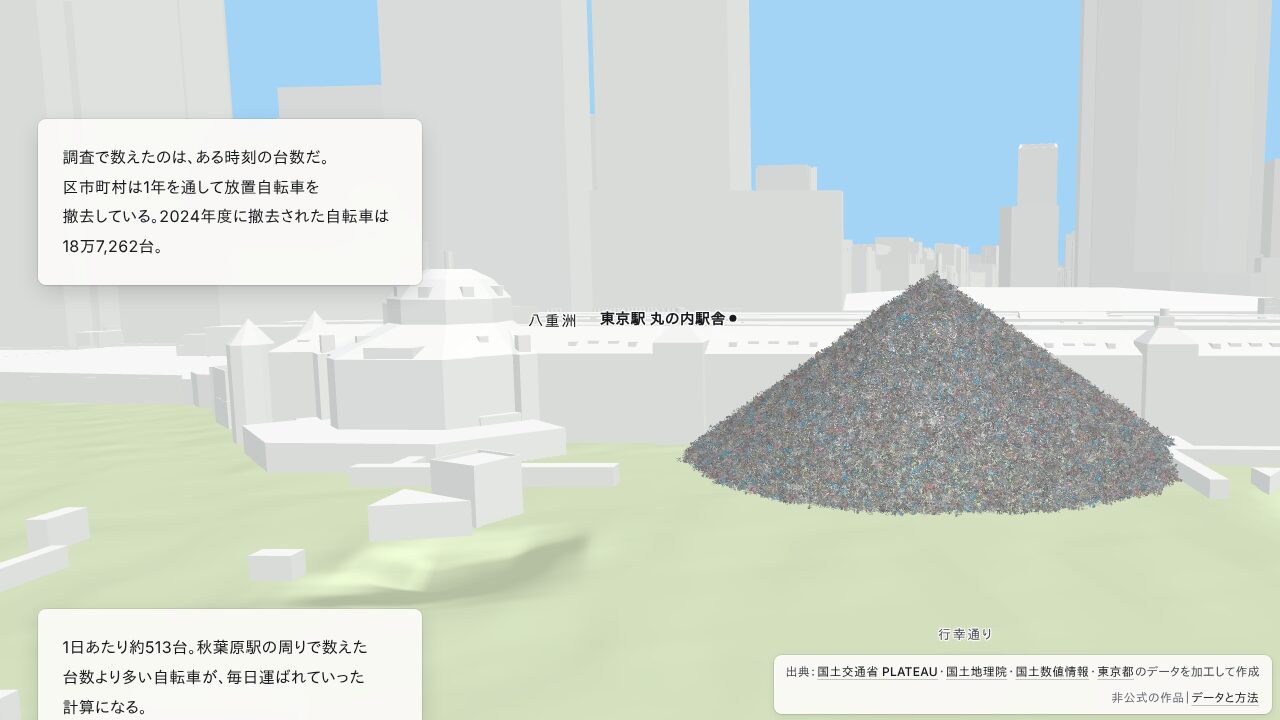 調査で数えたのは、ある時刻の台数だ。
区市町村は1年を通して放置自転車を
撤去している。2024年度に撤去された自転車は
18万7,262台。
八重洲
東京駅 丸の内駅舎
行幸通り
1日あたり約513台。秋葉原駅の周りで数えた
台数より多い自転車が、毎日運ばれていった
計算になる。
出典: 国土交通省 PLATEAU · 国土地理院 · 国土数値情報 · 東京都のデータを加工して作成
非公式の作品 | データと方法